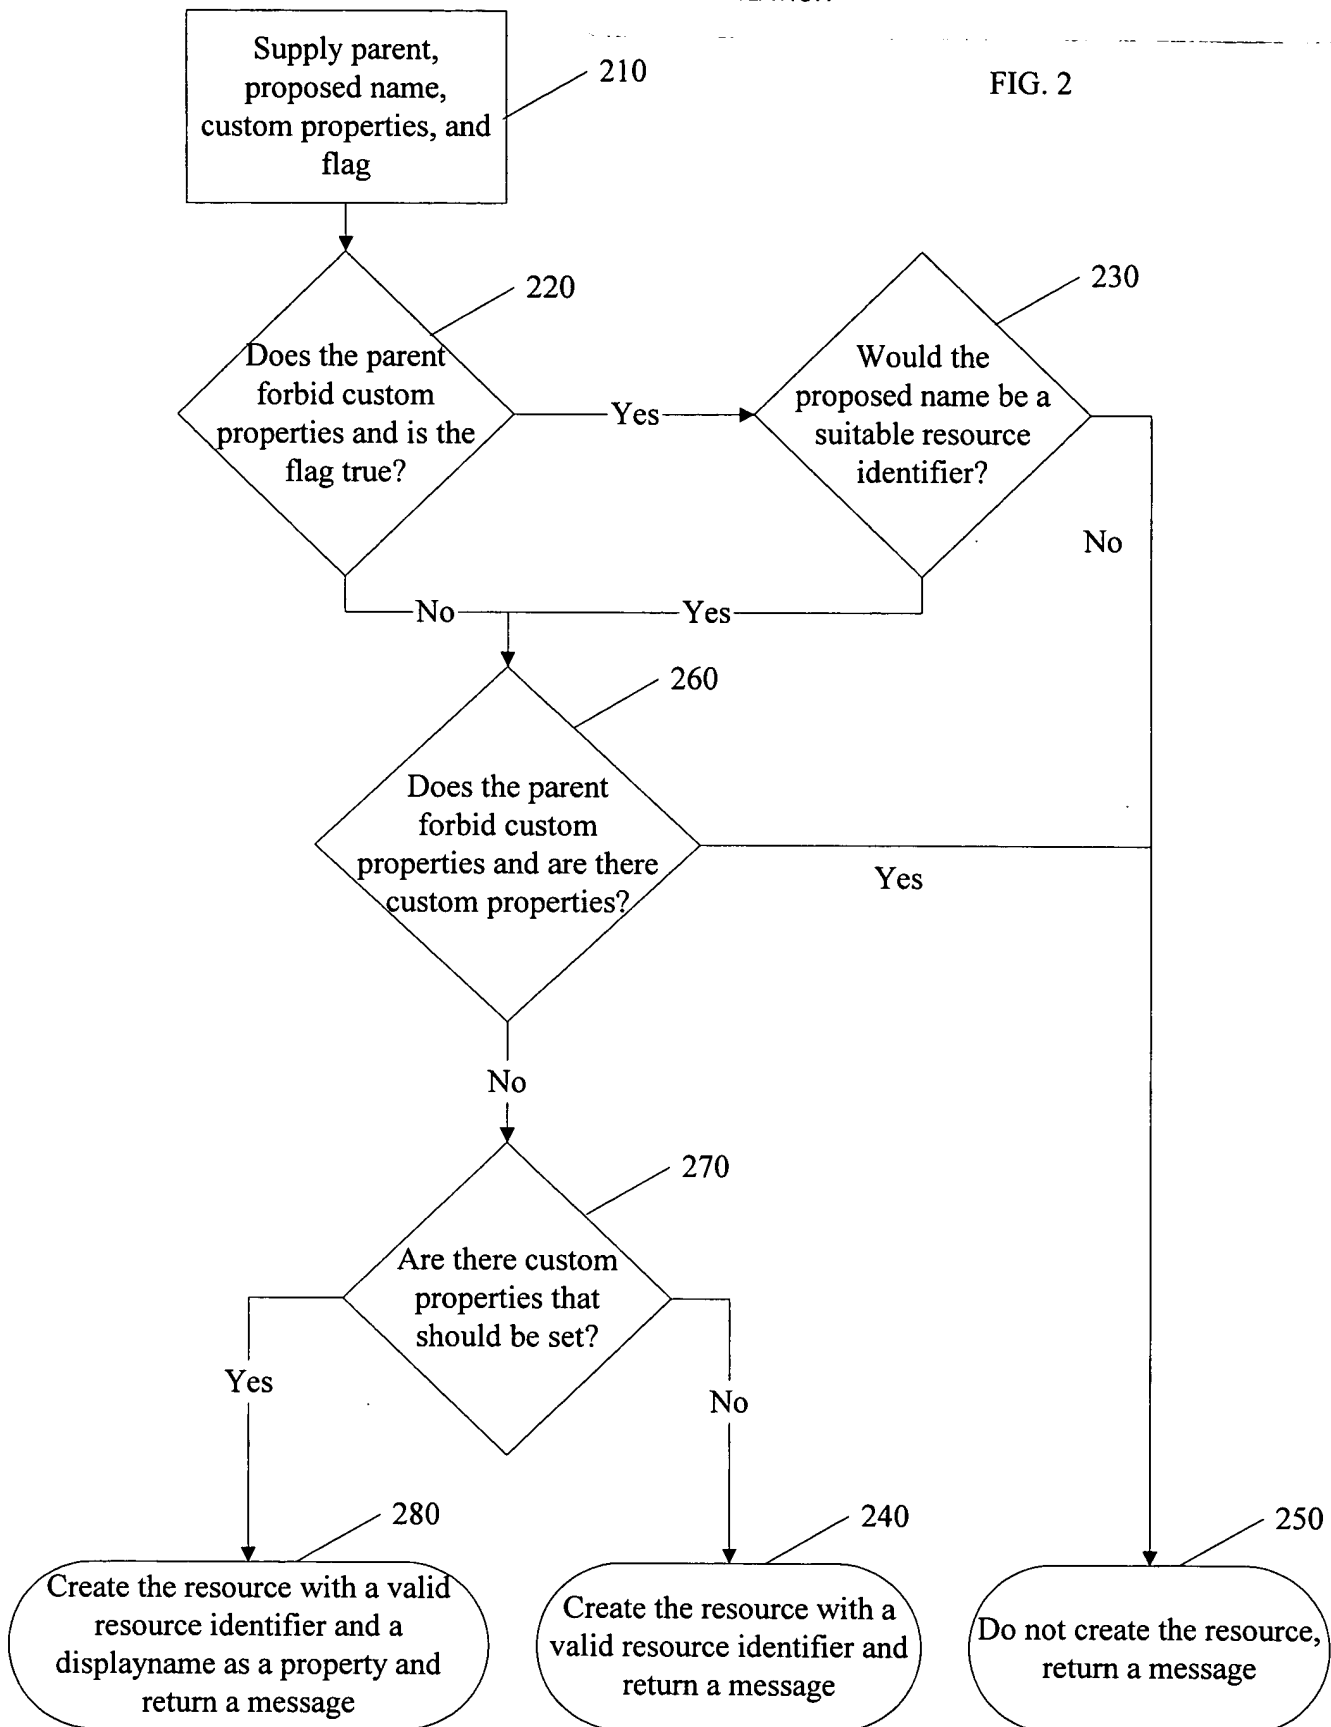 Supply parent,
proposed name,
custom properties, and
flag
210
FIG. 2
220
Does the parent
forbid custom
properties and is the
flag true?
Yes
230
Would the
proposed name be a
suitable resource
identifier?
No
No
Yes
260
Does the parent
forbid custom
properties and are there
custom properties?
Yes
No
270
Are there custom
properties that
should be set?
Yes
No
280
Create the resource with a valid
resource identifier and a
displayname as a property and
return a message
240
Create the resource with a
valid resource identifier and
return a message
250
Do not create the resource,
return a message